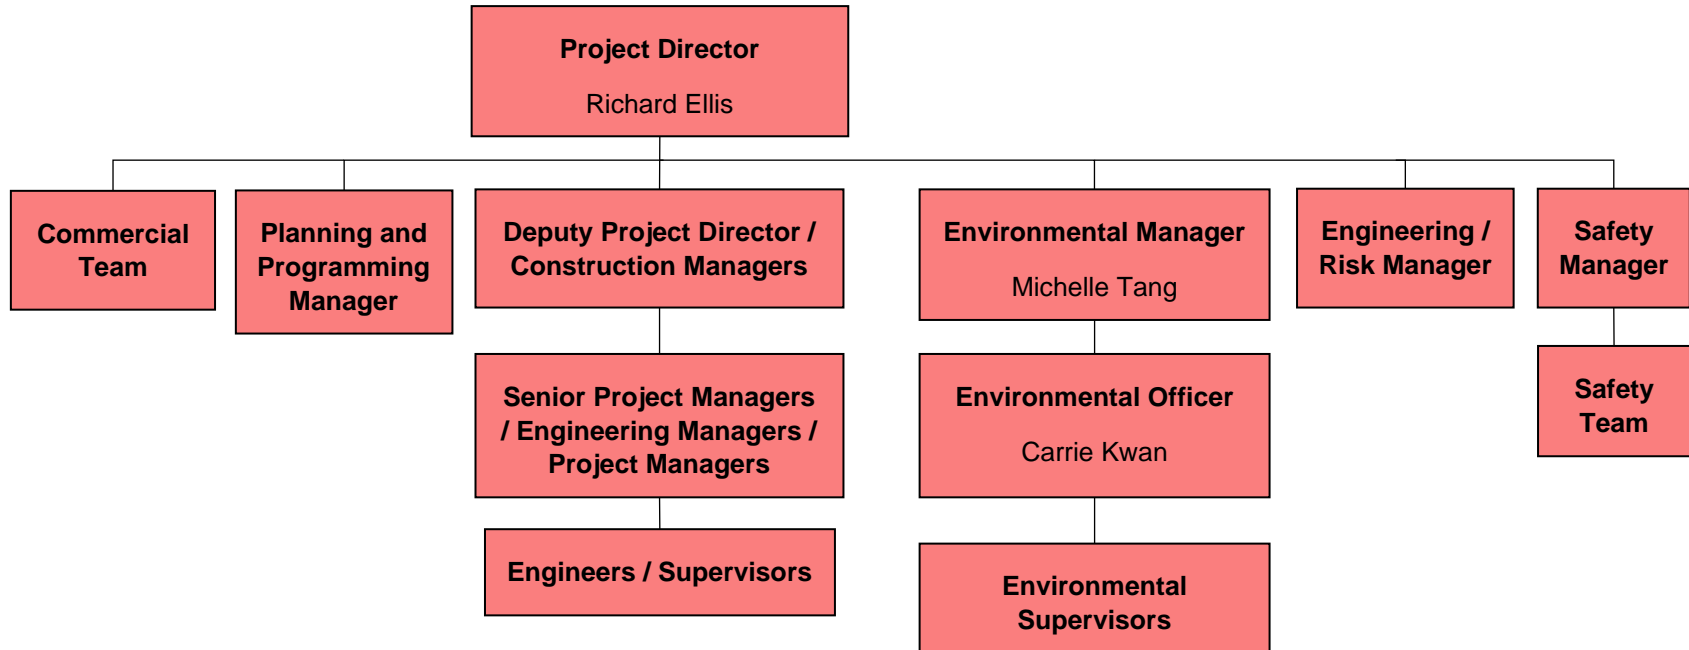 Project Director
Richard Ellis
Commercial
Team
Planning and
Programming
Manager
Deputy Project Director /
Construction Managers
Environmental Manager
Michelle Tang
Engineering /
Risk Manager
Safety
Manager
Senior Project Managers
/ Engineering Managers /
Project Managers
Environmental Officer
Carrie Kwan
Safety
Team
Engineers / Supervisors
Environmental
Supervisors